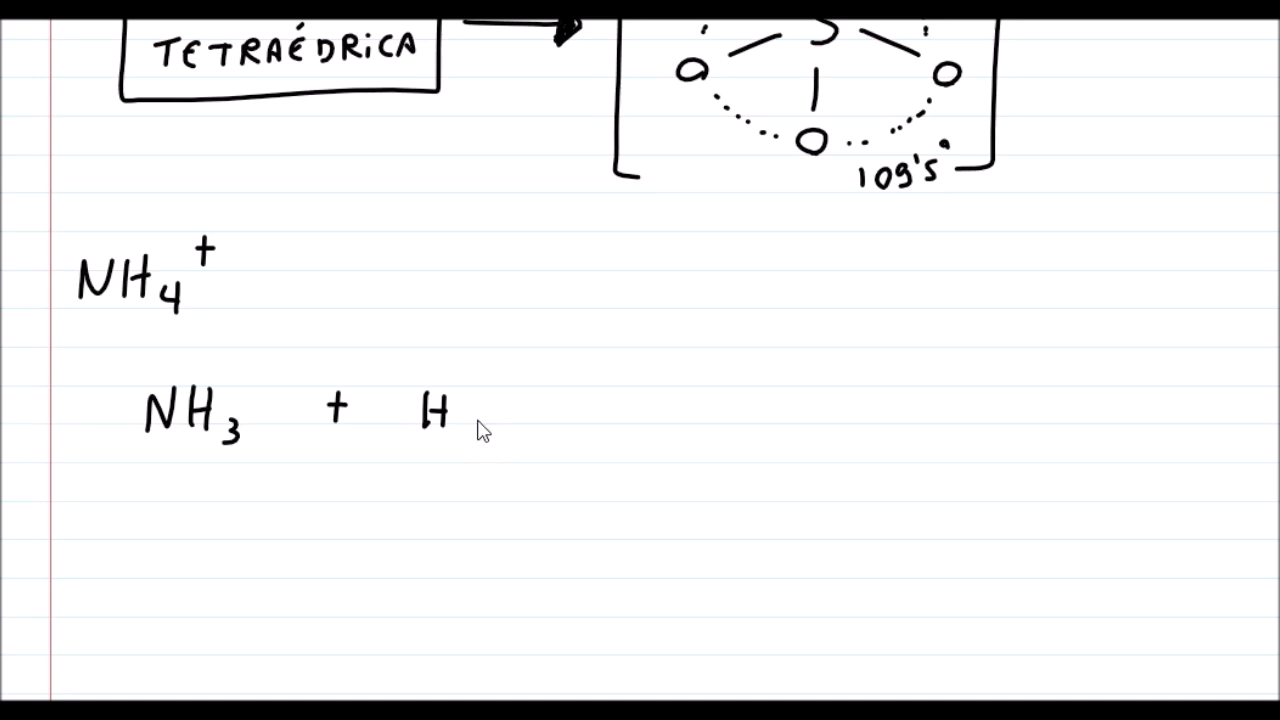 TETRAÉDRICA
S
O O
O
109'5°
NH₄⁺
NH₃ + H